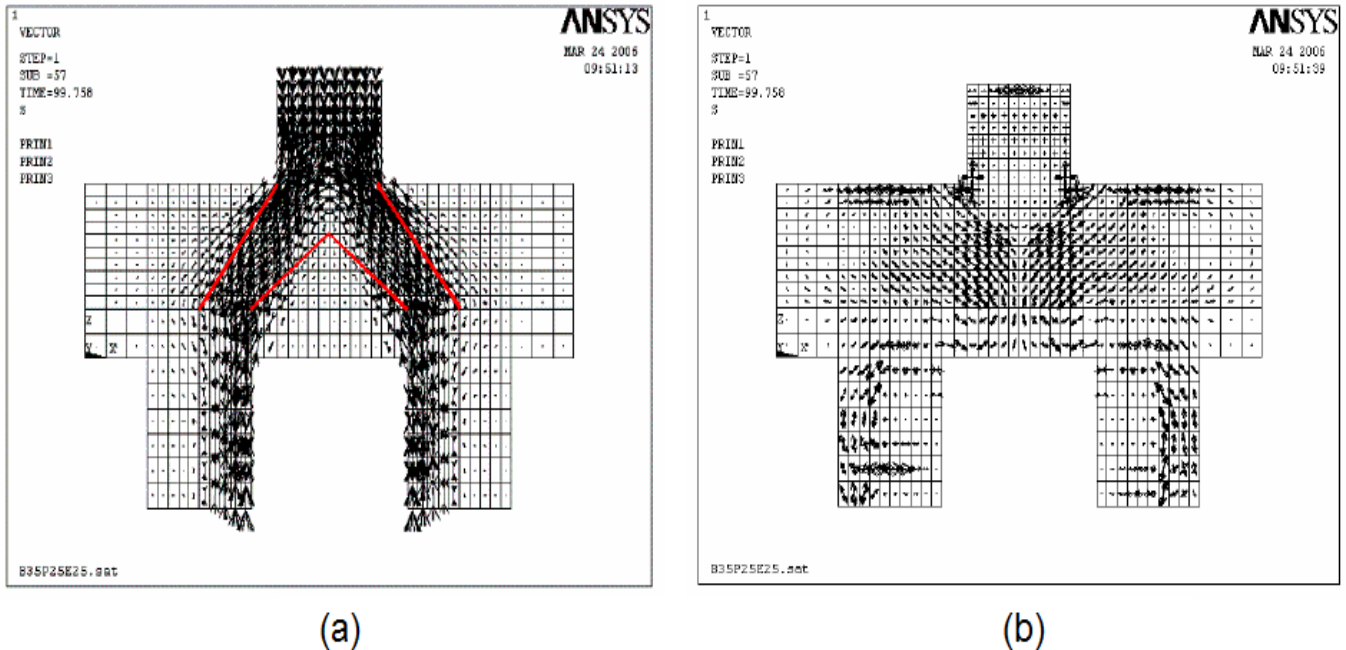 1
VECTOR
STEP=1
SUB =57
TIME=99.758
S
PRIN1
PRIN2
PRIN3
ANSYS
MAR 24 2006
09:51:13
Z
Y X
B35P25E25.sat
(a)
1
VECTOR
STEP=1
SUB =57
TIME=99.758
S
PRIN1
PRIN2
PRIN3
ANSYS
MAR 24 2006
09:51:39
Z
Y X
B35P25E25.sat
(b)